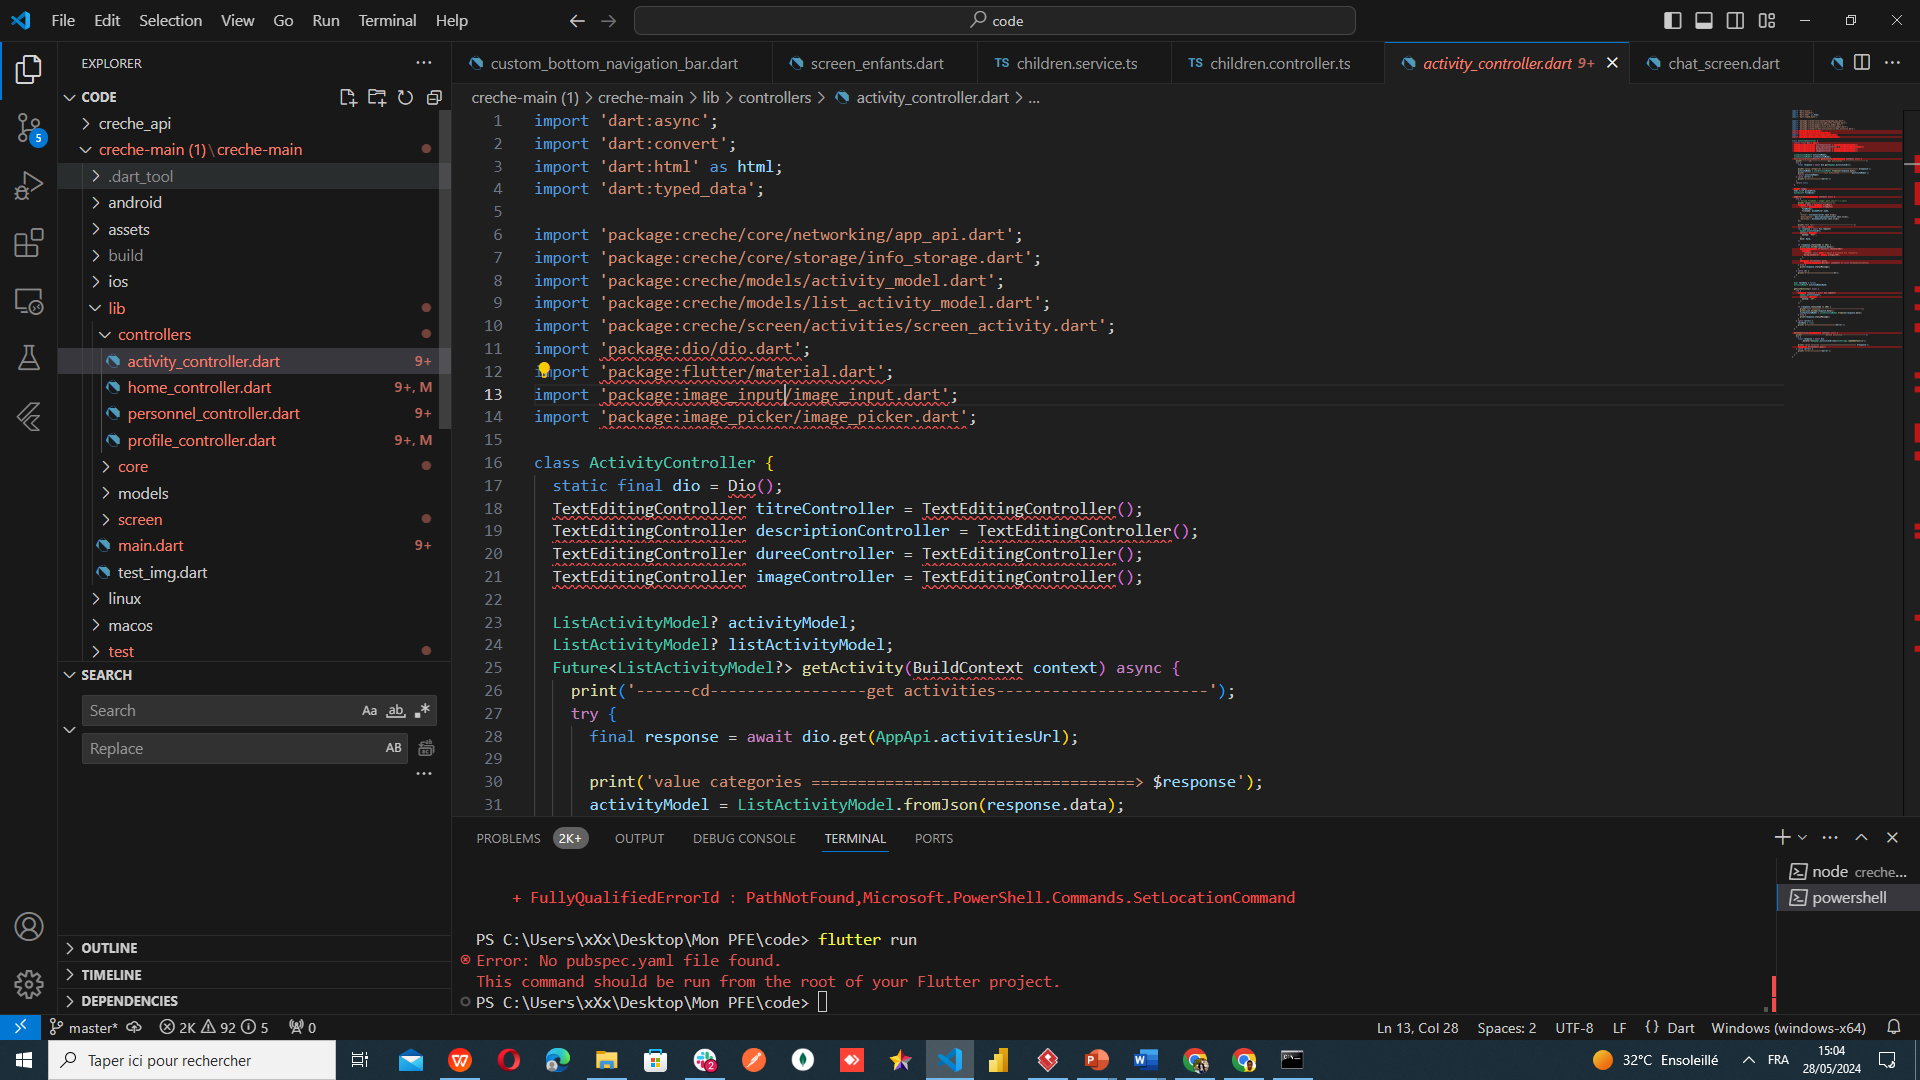 File Edit Selection View Go Run Terminal Help
code
EXPLORER
CODE
creche_api
creche-main (1) \ creche-main
.dart_tool
android
assets
build
ios
lib
controllers
activity_controller.dart 9+
home_controller.dart 9+, M
personnel_controller.dart 9+
profile_controller.dart 9+, M
core
models
screen
main.dart 9+
test_img.dart
linux
macos
test
SEARCH
Search Aa ab
Replace AB
OUTLINE
TIMELINE
DEPENDENCIES
5
custom_bottom_navigation_bar.dart
screen_enfants.dart
TS children.service.ts
TS children.controller.ts
activity_controller.dart 9+
chat_screen.dart
creche-main (1) > creche-main > lib > controllers > activity_controller.dart > ...
1 import 'dart:async';
2 import 'dart:convert';
3 import 'dart:html' as html;
4 import 'dart:typed_data';
5
6 import 'package:creche/core/networking/app_api.dart';
7 import 'package:creche/core/storage/info_storage.dart';
8 import 'package:creche/models/activity_model.dart';
9 import 'package:creche/models/list_activity_model.dart';
10 import 'package:creche/screen/activities/screen_activity.dart';
11 import 'package:dio/dio.dart';
12 import 'package:flutter/material.dart';
13 import 'package:image_input/image_input.dart';
14 import 'package:image_picker/image_picker.dart';
15
16 class ActivityController {
17 static final dio = Dio();
18 TextEditingController titreController = TextEditingController();
19 TextEditingController descriptionController = TextEditingController();
20 TextEditingController dureeController = TextEditingController();
21 TextEditingController imageController = TextEditingController();
22
23 ListActivityModel? activityModel;
24 ListActivityModel? listActivityModel;
25 Future<ListActivityModel?> getActivity(BuildContext context) async {
26 print('------cd-----------------get activities-----------------------');
27 try {
28 final response = await dio.get(AppApi.activitiesUrl);
29
30 print('value categories ===================================> $response');
31 activityModel = ListActivityModel.fromJson(response.data);
PROBLEMS 2K+ OUTPUT DEBUG CONSOLE TERMINAL PORTS
+ FullyQualifiedErrorId : PathNotFound,Microsoft.PowerShell.Commands.SetLocationCommand
PS C:\Users\xXx\Desktop\Mon PFE\code> flutter run
Error: No pubspec.yaml file found.
This command should be run from the root of your Flutter project.
PS C:\Users\xXx\Desktop\Mon PFE\code>
node creche...
powershell
master* 2K 92 5 0
Ln 13, Col 28 Spaces: 2 UTF-8 LF {} Dart Windows (windows-x64)
Taper ici pour rechercher
2
32°C Ensoleillé FRA
15:04
28/05/2024